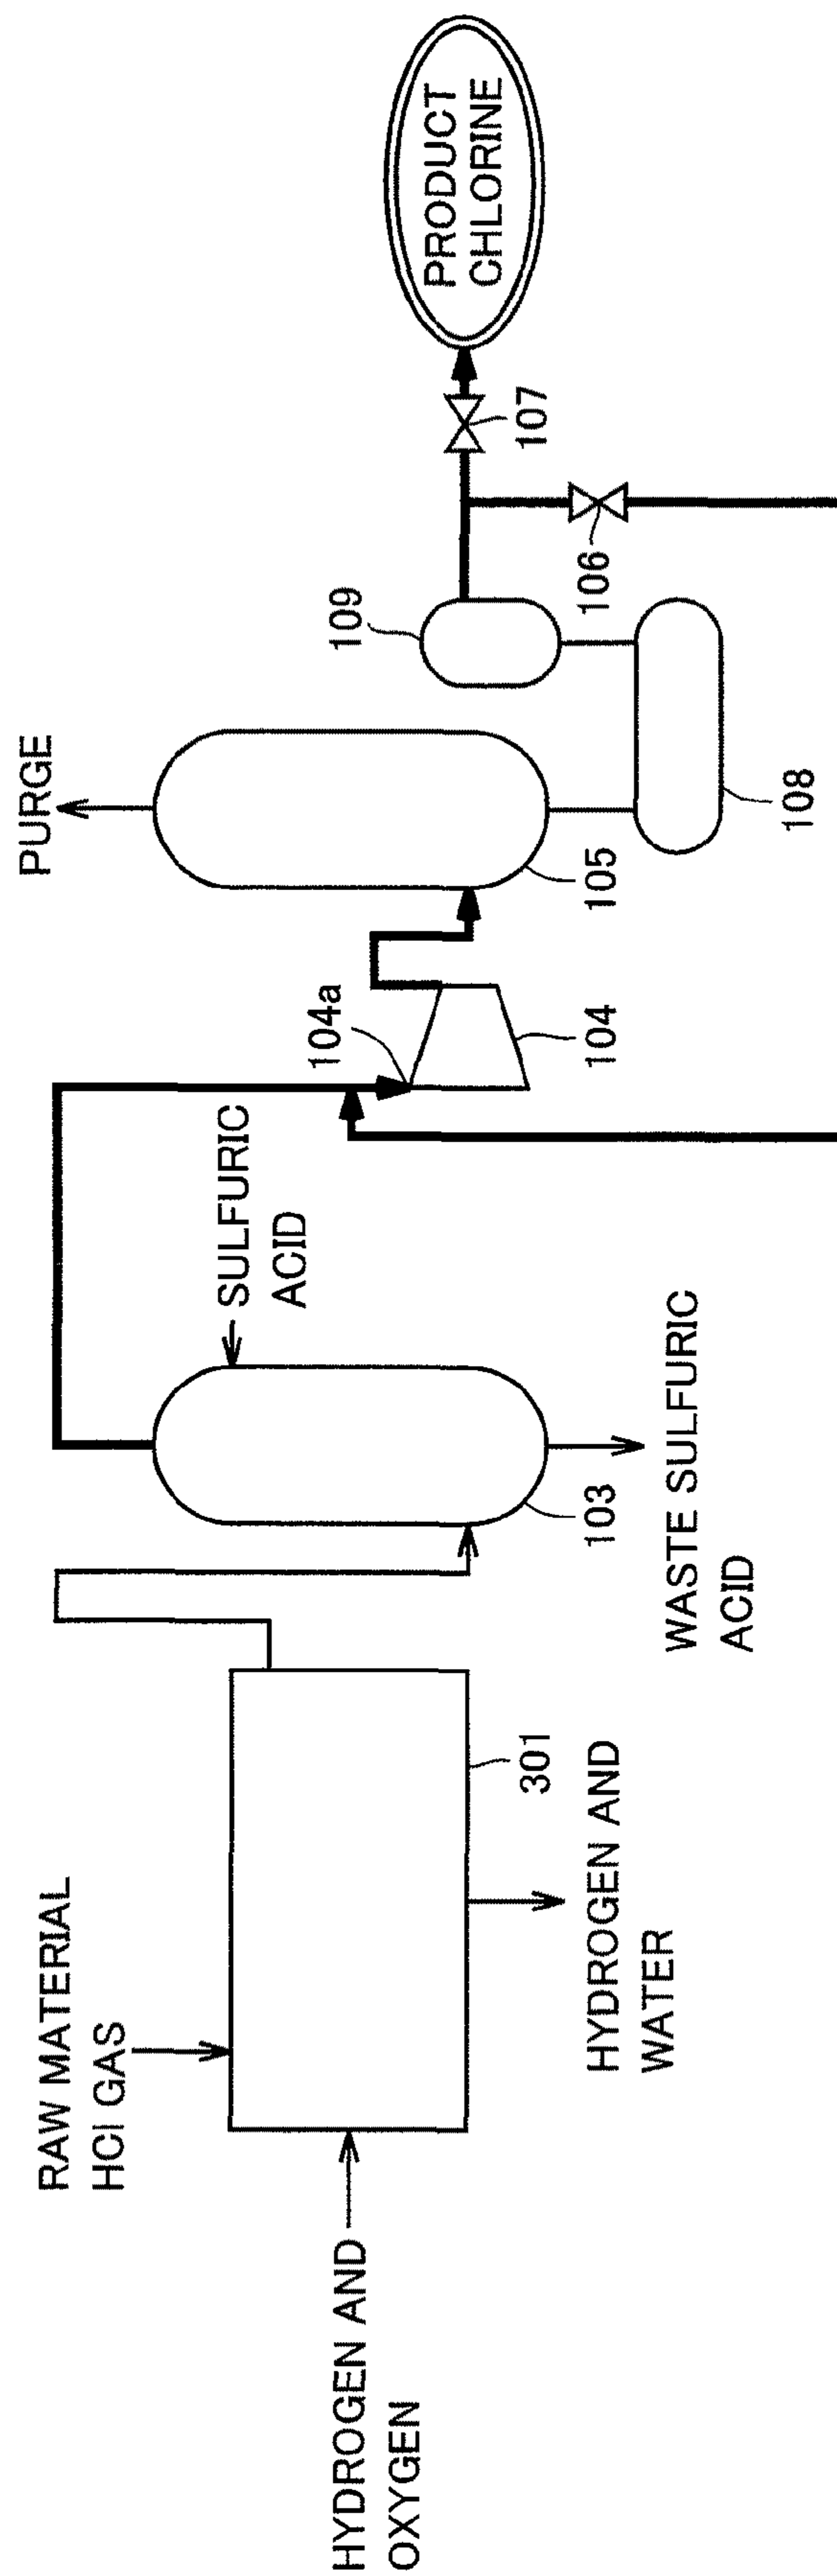 RAW MATERIAL
HCl GAS
HYDROGEN AND
OXYGEN
301
HYDROGEN AND
WATER
SULFURIC
ACID
103
WASTE SULFURIC
ACID
104a
104
PURGE
105
109
108
106
107
PRODUCT
CHLORINE